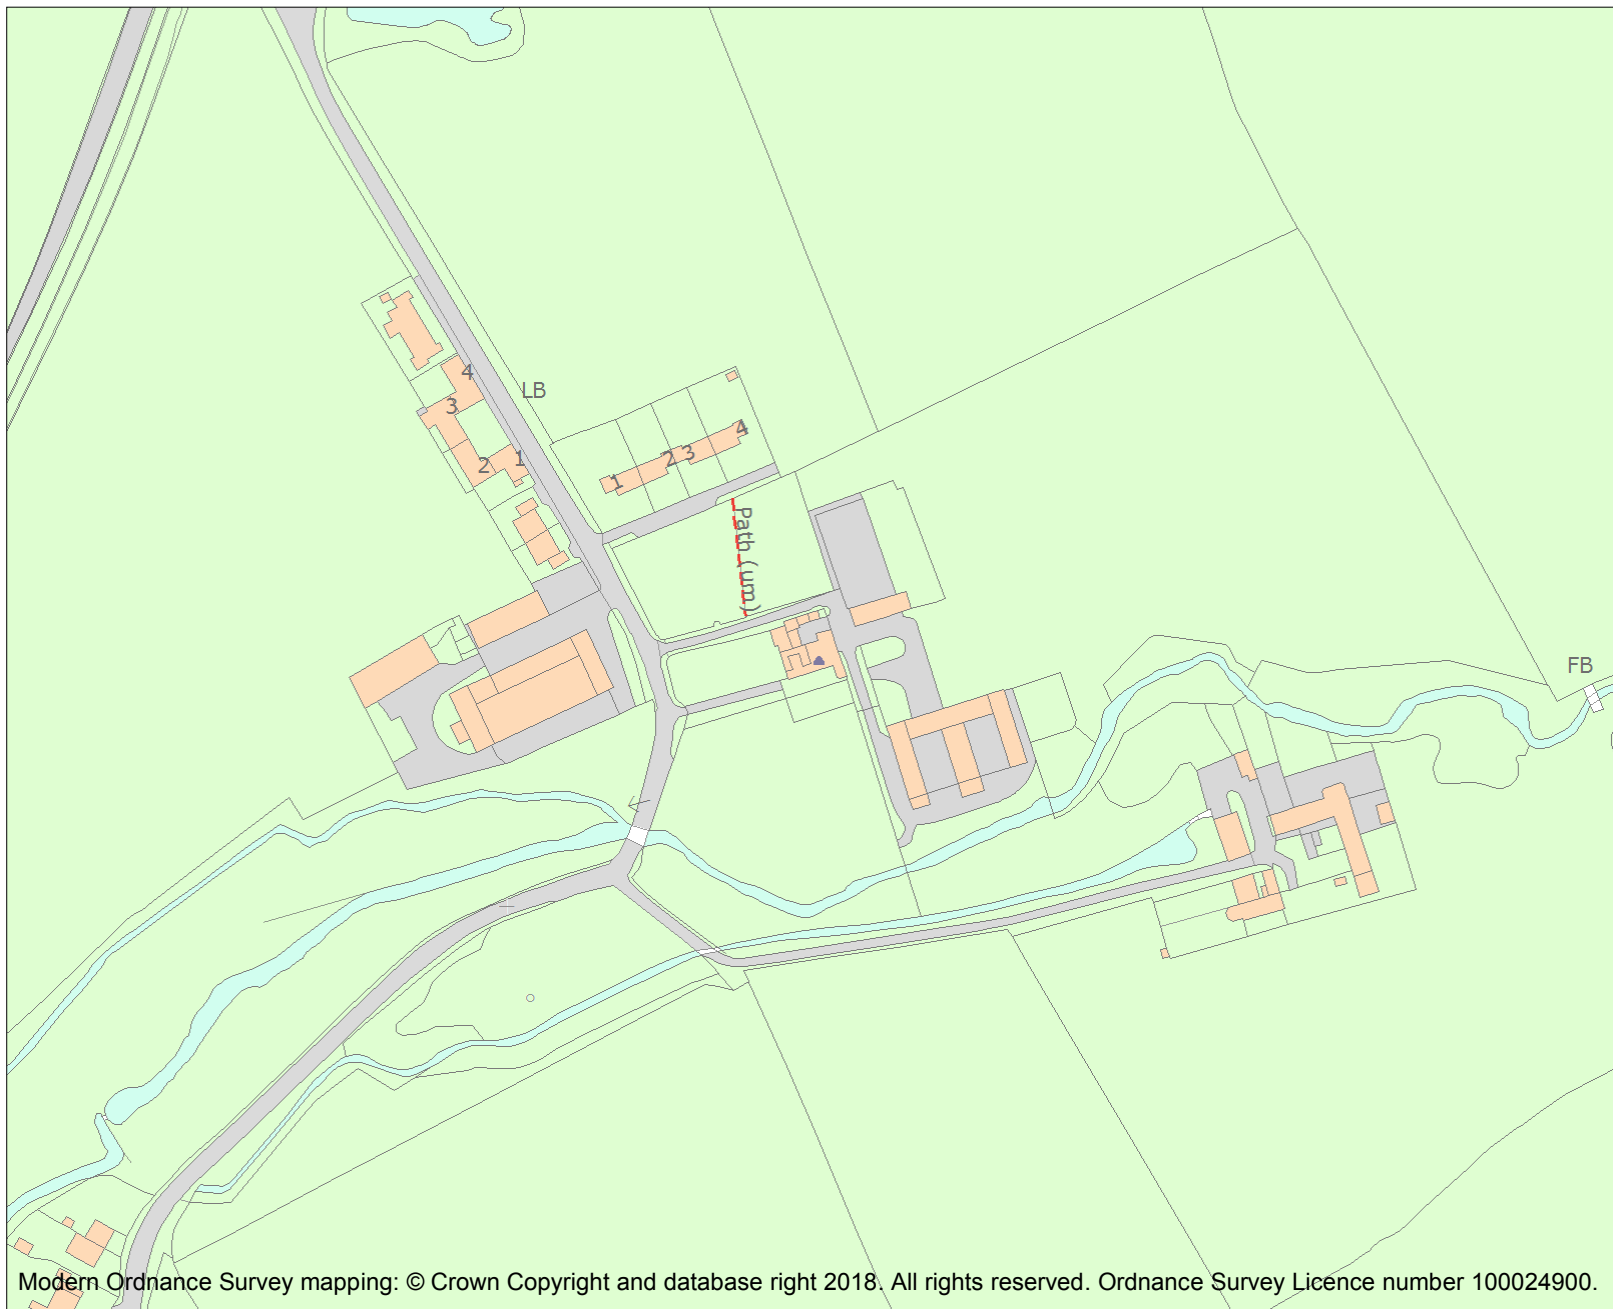 4
LB
3
4
1
2
2 3
1
Path (um)
FB
Modern Ordnance Survey mapping: © Crown Copyright and database right 2018. All rights reserved. Ordnance Survey Licence number 100024900.